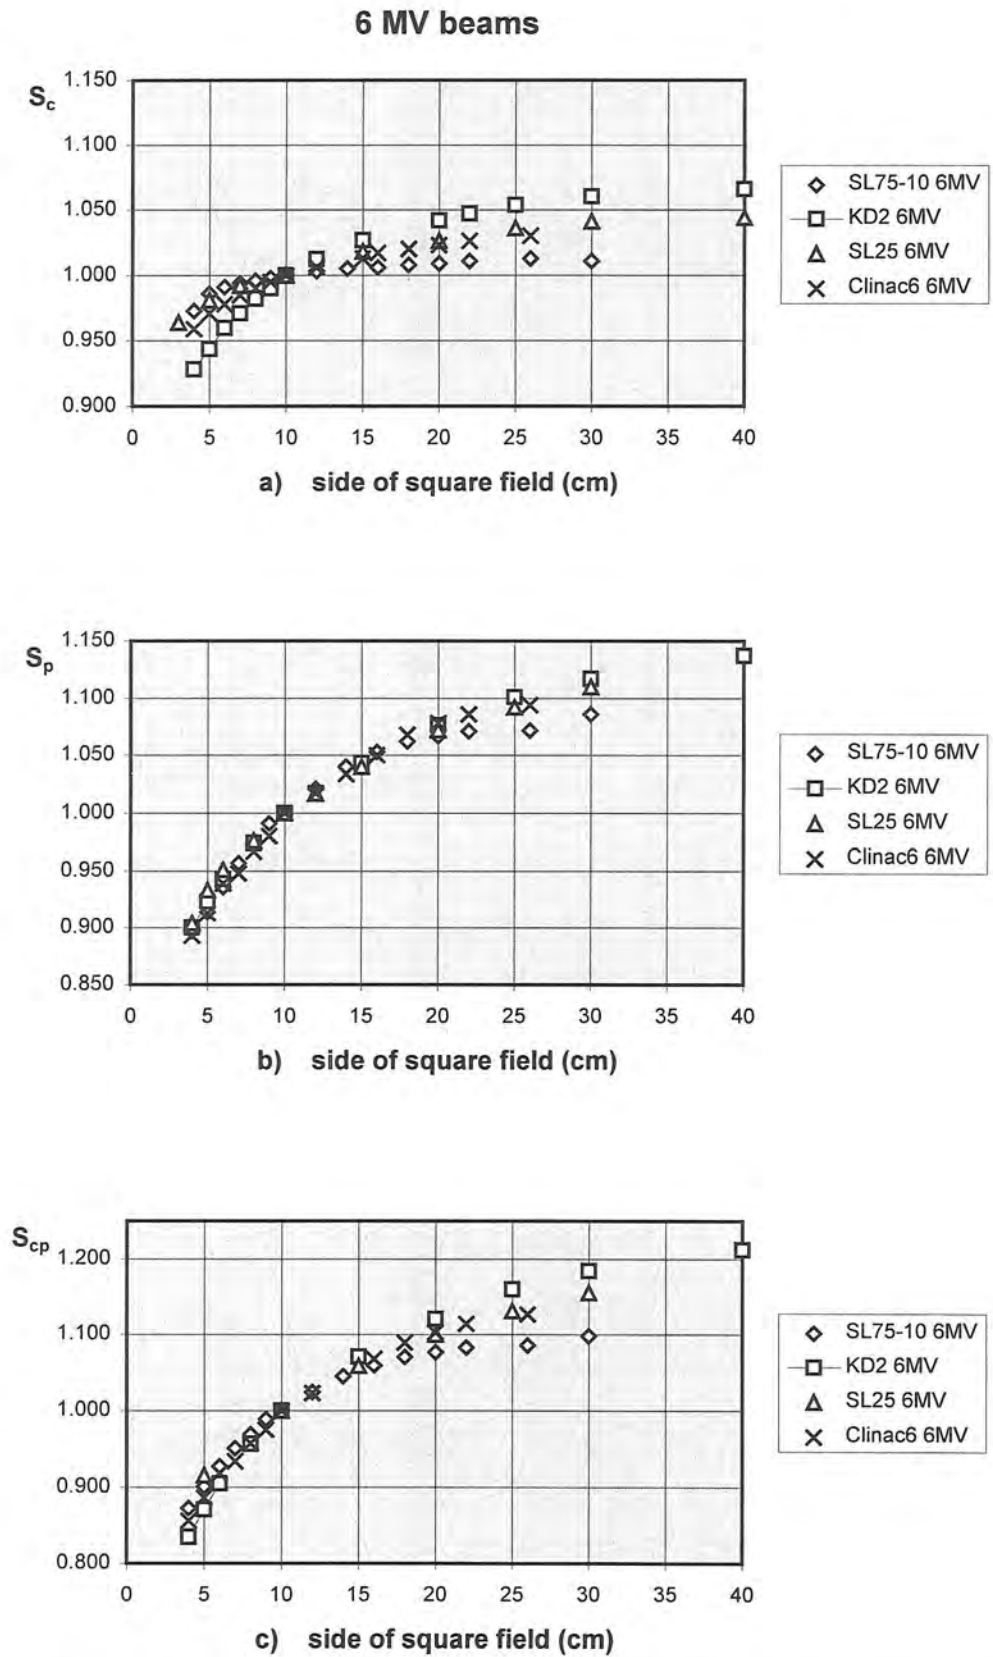 6 MV beams
1.150
Sc
1.100
1.050
1.000
0.950
0.900
0 5 10 15 20 25 30 35 40
a) side of square field (cm)
SL75-10 6MV
KD2 6MV
SL25 6MV
Clinac6 6MV
1.150
Sp
1.100
1.050
1.000
0.950
0.900
0.850
0 5 10 15 20 25 30 35 40
b) side of square field (cm)
SL75-10 6MV
KD2 6MV
SL25 6MV
Clinac6 6MV
Scp
1.200
1.100
1.000
0.900
0.800
0 5 10 15 20 25 30 35 40
c) side of square field (cm)
SL75-10 6MV
KD2 6MV
SL25 6MV
Clinac6 6MV